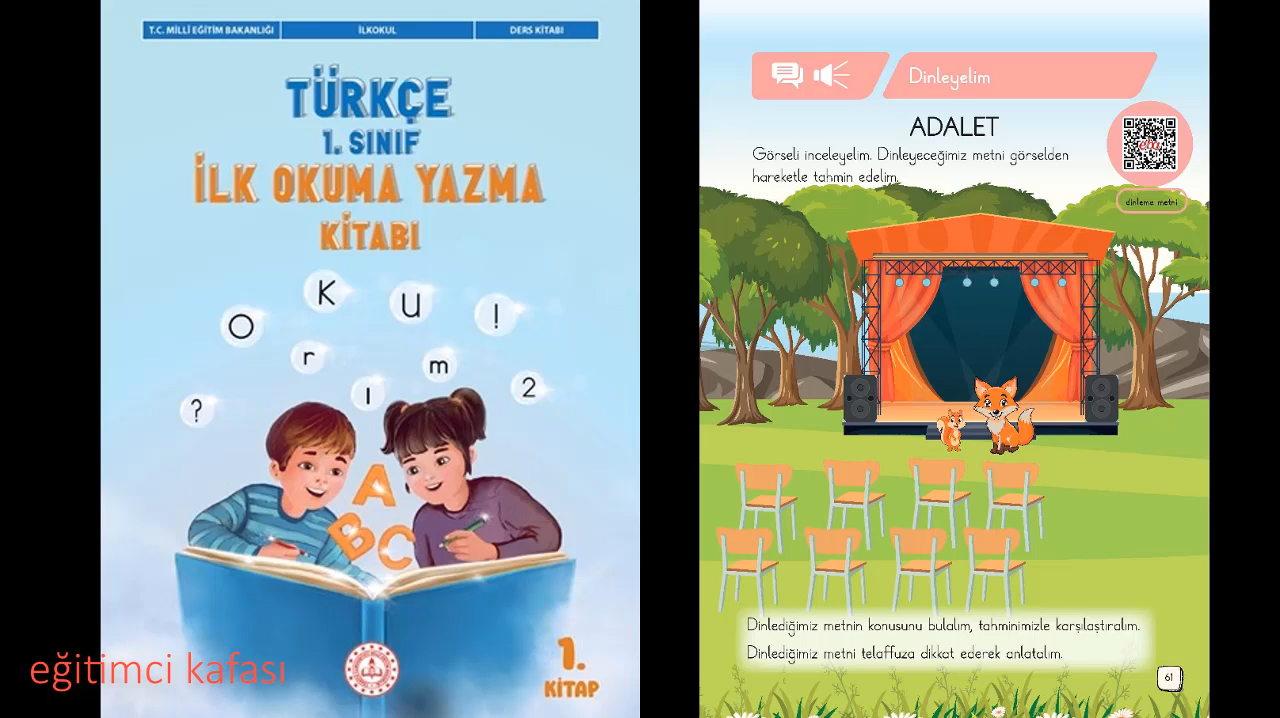 T.C. MİLLÎ EĞİTİM BAKANLIĞI
İLKOKUL
DERS KİTABI
TÜRKÇE
1. SINIF
İLK OKUMA YAZMA
KİTABI
K
U
!
O
r
m
ı
2
?
A
B
C
1.
KİTAP
eğitimci kafası
Dinleyelim
ADALET
Görseli inceleyelim. Dinleyeceğimiz metni görselden
hareketle tahmin edelim.
eba
dinleme metni
Dinlediğimiz metnin konusunu bulalım, tahminimizle karşılaştıralım.
Dinlediğimiz metni telaffuza dikkat ederek anlatalım.
61